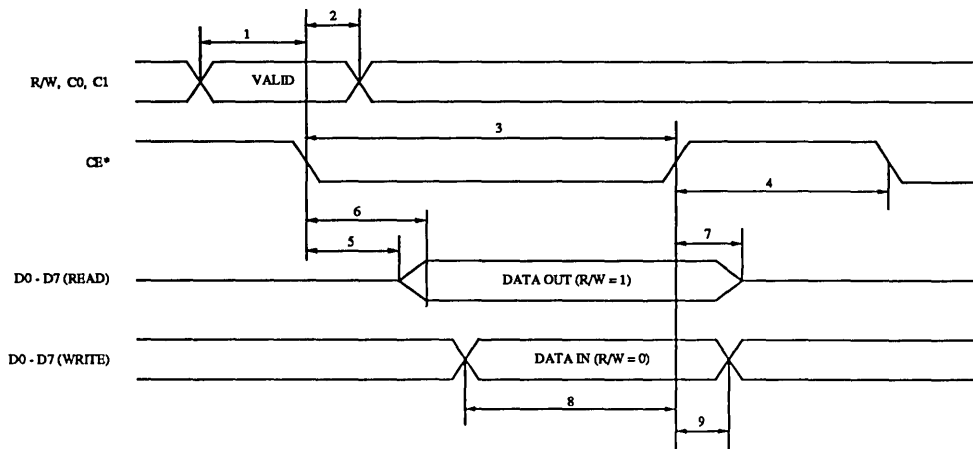 2
1
R/W, C0, C1
VALID
3
CE*
4
6
5
7
D0 - D7 (READ)
DATA OUT (R/W = 1)
D0 - D7 (WRITE)
DATA IN (R/W = 0)
8
9